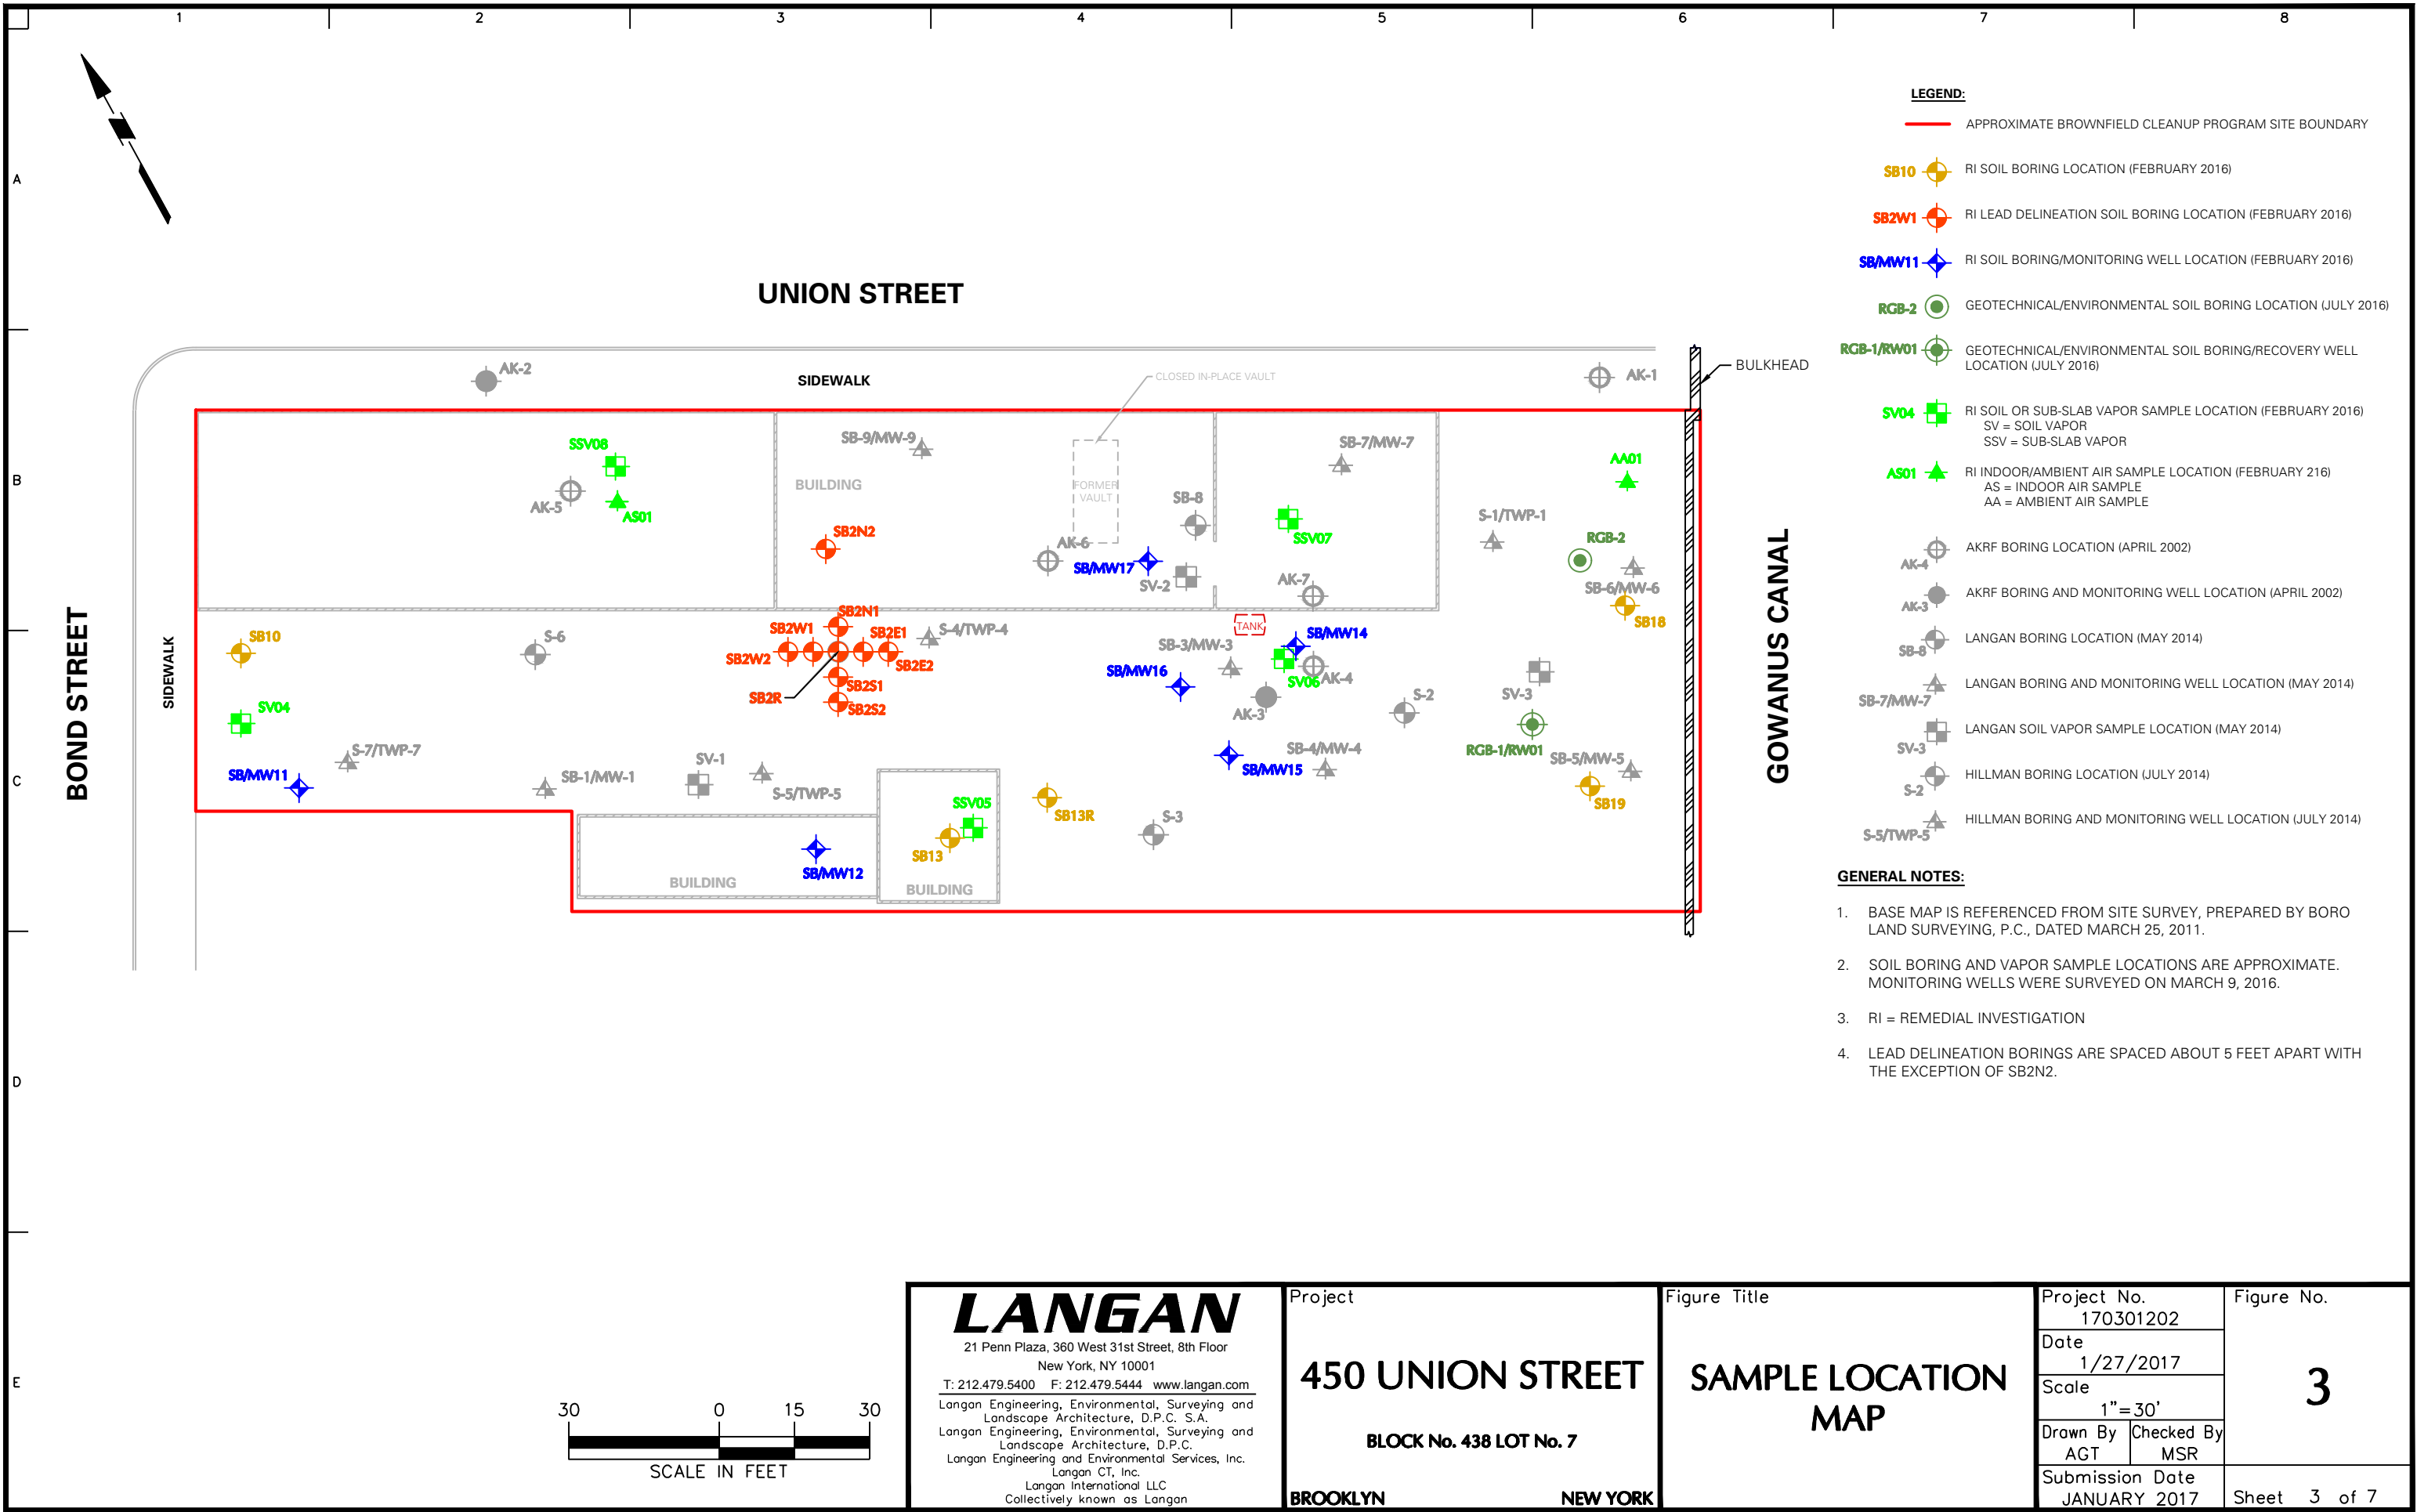 1 2 3 4 5 6 7 8
A
B
C
D
E
UNION STREET
BOND STREET
SIDEWALK
SIDEWALK
GOWANUS CANAL
BULKHEAD
CLOSED IN-PLACE VAULT
AK-2
AK-1
SSV08
AK-5
AS01
SB-9/MW-9
BUILDING
FORMER
VAULT
SB-8
SB-7/MW-7
AA01
SB2N2
AK-6
SB/MW17
SV-2
SSV07
AK-7
S-1/TWP-1
RGB-2
SB-6/MW-6
SB18
SB10
S-6
SB2N1
SB2W1
SB2E1
SB2W2
SB2E2
SB2R
SB2S1
SB2S2
S-4/TWP-4
TANK
SB-3/MW-3
SB/MW14
SB/MW16
SV06
AK-4
AK-3
S-2
SV-3
SV04
S-7/TWP-7
SB/MW11
SB-1/MW-1
SV-1
S-5/TWP-5
RGB-1/RW01
SB-4/MW-4
SB/MW15
SB-5/MW-5
SB19
SSV05
SB13R
S-3
SB13
SB/MW12
BUILDING
BUILDING
LEGEND:
APPROXIMATE BROWNFIELD CLEANUP PROGRAM SITE BOUNDARY
SB10 RI SOIL BORING LOCATION (FEBRUARY 2016)
SB2W1 RI LEAD DELINEATION SOIL BORING LOCATION (FEBRUARY 2016)
SB/MW11 RI SOIL BORING/MONITORING WELL LOCATION (FEBRUARY 2016)
RGB-2 GEOTECHNICAL/ENVIRONMENTAL SOIL BORING LOCATION (JULY 2016)
RGB-1/RW01 GEOTECHNICAL/ENVIRONMENTAL SOIL BORING/RECOVERY WELL
LOCATION (JULY 2016)
SV04 RI SOIL OR SUB-SLAB VAPOR SAMPLE LOCATION (FEBRUARY 2016)
SV = SOIL VAPOR
SSV = SUB-SLAB VAPOR
AS01 RI INDOOR/AMBIENT AIR SAMPLE LOCATION (FEBRUARY 216)
AS = INDOOR AIR SAMPLE
AA = AMBIENT AIR SAMPLE
AK-4 AKRF BORING LOCATION (APRIL 2002)
AK-3 AKRF BORING AND MONITORING WELL LOCATION (APRIL 2002)
SB-8 LANGAN BORING LOCATION (MAY 2014)
SB-7/MW-7 LANGAN BORING AND MONITORING WELL LOCATION (MAY 2014)
SV-3 LANGAN SOIL VAPOR SAMPLE LOCATION (MAY 2014)
S-2 HILLMAN BORING LOCATION (JULY 2014)
S-5/TWP-5 HILLMAN BORING AND MONITORING WELL LOCATION (JULY 2014)
GENERAL NOTES:
1. BASE MAP IS REFERENCED FROM SITE SURVEY, PREPARED BY BORO
LAND SURVEYING, P.C., DATED MARCH 25, 2011.
2. SOIL BORING AND VAPOR SAMPLE LOCATIONS ARE APPROXIMATE.
MONITORING WELLS WERE SURVEYED ON MARCH 9, 2016.
3. RI = REMEDIAL INVESTIGATION
4. LEAD DELINEATION BORINGS ARE SPACED ABOUT 5 FEET APART WITH
THE EXCEPTION OF SB2N2.
30 0 15 30
SCALE IN FEET
LANGAN
21 Penn Plaza, 360 West 31st Street, 8th Floor
New York, NY 10001
T: 212.479.5400 F: 212.479.5444 www.langan.com
Langan Engineering, Environmental, Surveying and
Landscape Architecture, D.P.C. S.A.
Langan Engineering, Environmental, Surveying and
Landscape Architecture, D.P.C.
Langan Engineering and Environmental Services, Inc.
Langan CT, Inc.
Langan International LLC
Collectively known as Langan
Project
450 UNION STREET
BLOCK No. 438 LOT No. 7
BROOKLYN NEW YORK
Figure Title
SAMPLE LOCATION
MAP
Project No.
170301202
Date
1/27/2017
Scale
1"=30'
Drawn By
AGT
Checked By
MSR
Submission Date
JANUARY 2017
Figure No.
3
Sheet 3 of 7